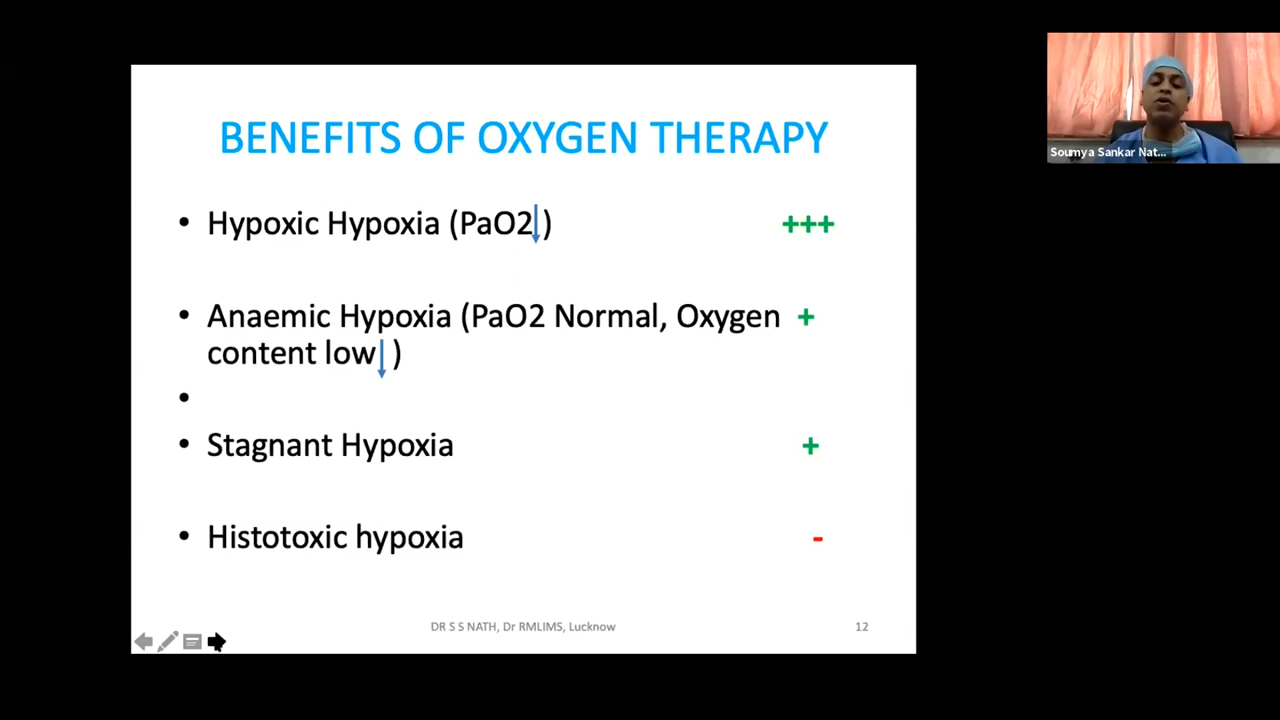 BENEFITS OF OXYGEN THERAPY
• Hypoxic Hypoxia (PaO2↓) +++
• Anaemic Hypoxia (PaO2 Normal, Oxygen +
content low↓)
•
• Stagnant Hypoxia +
• Histotoxic hypoxia -
DR S S NATH, Dr RMLIMS, Lucknow 12
Soumya Sankar Nat...